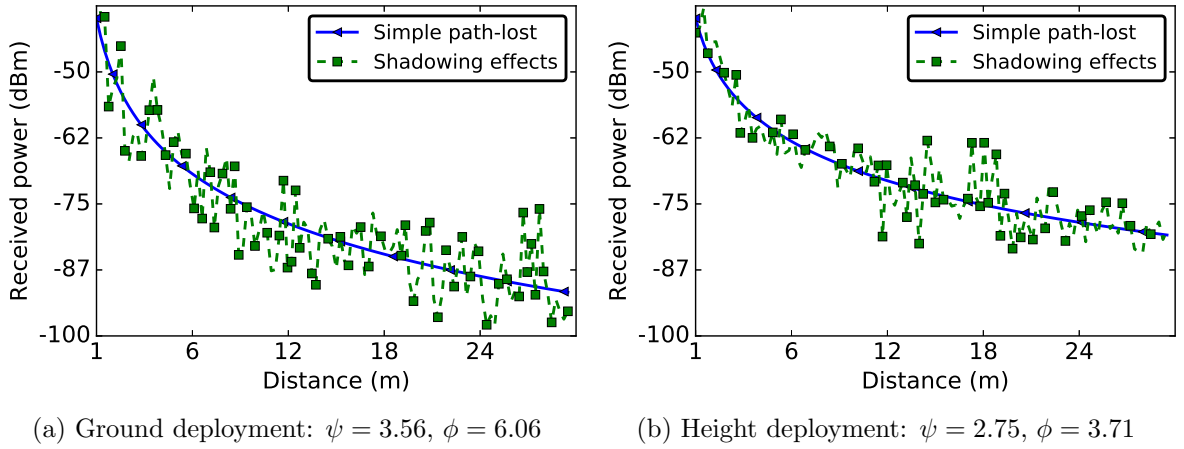 Simple path-lost
Shadowing effects
Received power (dBm)
-50
-62
-75
-87
-100
1 6 12 18 24
Distance (m)
(a) Ground deployment: ψ = 3.56, ϕ = 6.06
Simple path-lost
Shadowing effects
Received power (dBm)
-50
-62
-75
-87
-100
1 6 12 18 24
Distance (m)
(b) Height deployment: ψ = 2.75, ϕ = 3.71